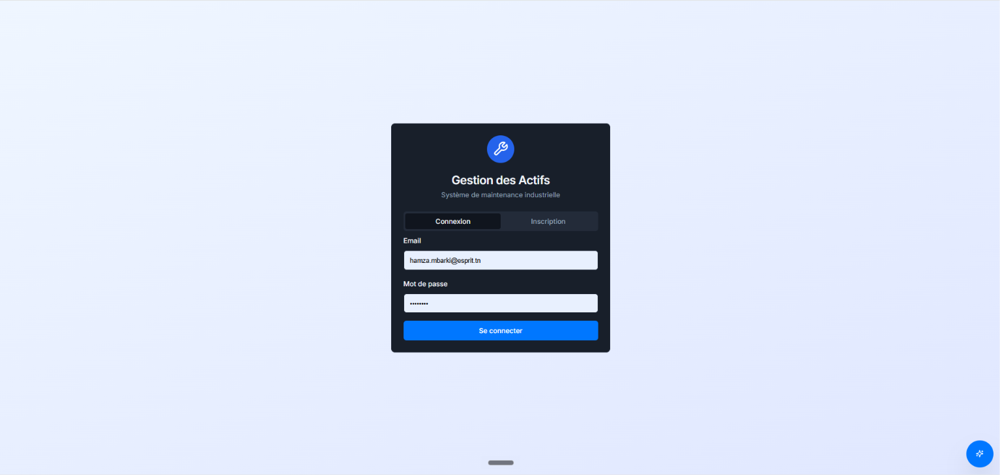 Gestion des Actifs
Système de maintenance industrielle
Connexion Inscription
Email
hamza.mbarki@esprit.tn
Mot de passe
••••••••
Se connecter